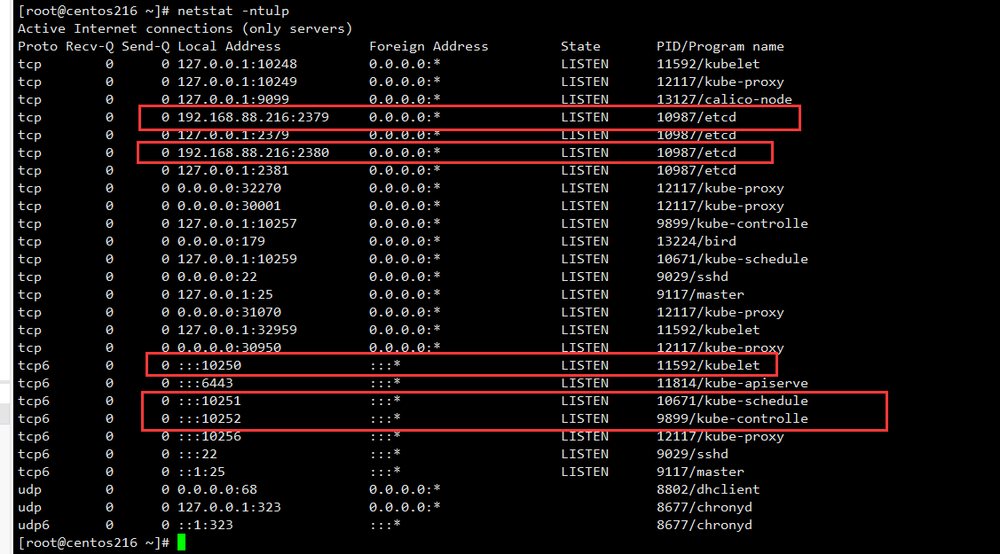 [root@centos216 ~]# netstat -ntulp
Active Internet connections (only servers)
Proto Recv-Q Send-Q Local Address           Foreign Address         State       PID/Program name
tcp        0      0 127.0.0.1:10248         0.0.0.0:*               LISTEN      11592/kubelet
tcp        0      0 127.0.0.1:10249         0.0.0.0:*               LISTEN      12117/kube-proxy
tcp        0      0 127.0.0.1:9099          0.0.0.0:*               LISTEN      13127/calico-node
tcp        0      0 192.168.88.216:2379     0.0.0.0:*               LISTEN      10987/etcd
tcp        0      0 127.0.0.1:2379          0.0.0.0:*               LISTEN      10987/etcd
tcp        0      0 192.168.88.216:2380     0.0.0.0:*               LISTEN      10987/etcd
tcp        0      0 127.0.0.1:2381          0.0.0.0:*               LISTEN      10987/etcd
tcp        0      0 0.0.0.0:32270           0.0.0.0:*               LISTEN      12117/kube-proxy
tcp        0      0 0.0.0.0:30001           0.0.0.0:*               LISTEN      12117/kube-proxy
tcp        0      0 127.0.0.1:10257         0.0.0.0:*               LISTEN      9899/kube-controlle
tcp        0      0 0.0.0.0:179             0.0.0.0:*               LISTEN      13224/bird
tcp        0      0 127.0.0.1:10259         0.0.0.0:*               LISTEN      10671/kube-schedule
tcp        0      0 0.0.0.0:22              0.0.0.0:*               LISTEN      9029/sshd
tcp        0      0 127.0.0.1:25            0.0.0.0:*               LISTEN      9117/master
tcp        0      0 0.0.0.0:31070           0.0.0.0:*               LISTEN      12117/kube-proxy
tcp        0      0 127.0.0.1:32959         0.0.0.0:*               LISTEN      11592/kubelet
tcp        0      0 0.0.0.0:30950           0.0.0.0:*               LISTEN      12117/kube-proxy
tcp6       0      0 :::10250                :::*                    LISTEN      11592/kubelet
tcp6       0      0 :::6443                 :::*                    LISTEN      11814/kube-apiserve
tcp6       0      0 :::10251                :::*                    LISTEN      10671/kube-schedule
tcp6       0      0 :::10252                :::*                    LISTEN      9899/kube-controlle
tcp6       0      0 :::10256                :::*                    LISTEN      12117/kube-proxy
tcp6       0      0 :::22                   :::*                    LISTEN      9029/sshd
tcp6       0      0 ::1:25                  :::*                    LISTEN      9117/master
udp        0      0 0.0.0.0:68              0.0.0.0:*                           8802/dhclient
udp        0      0 127.0.0.1:323           0.0.0.0:*                           8677/chronyd
udp6       0      0 ::1:323                 :::*                                8677/chronyd
[root@centos216 ~]#